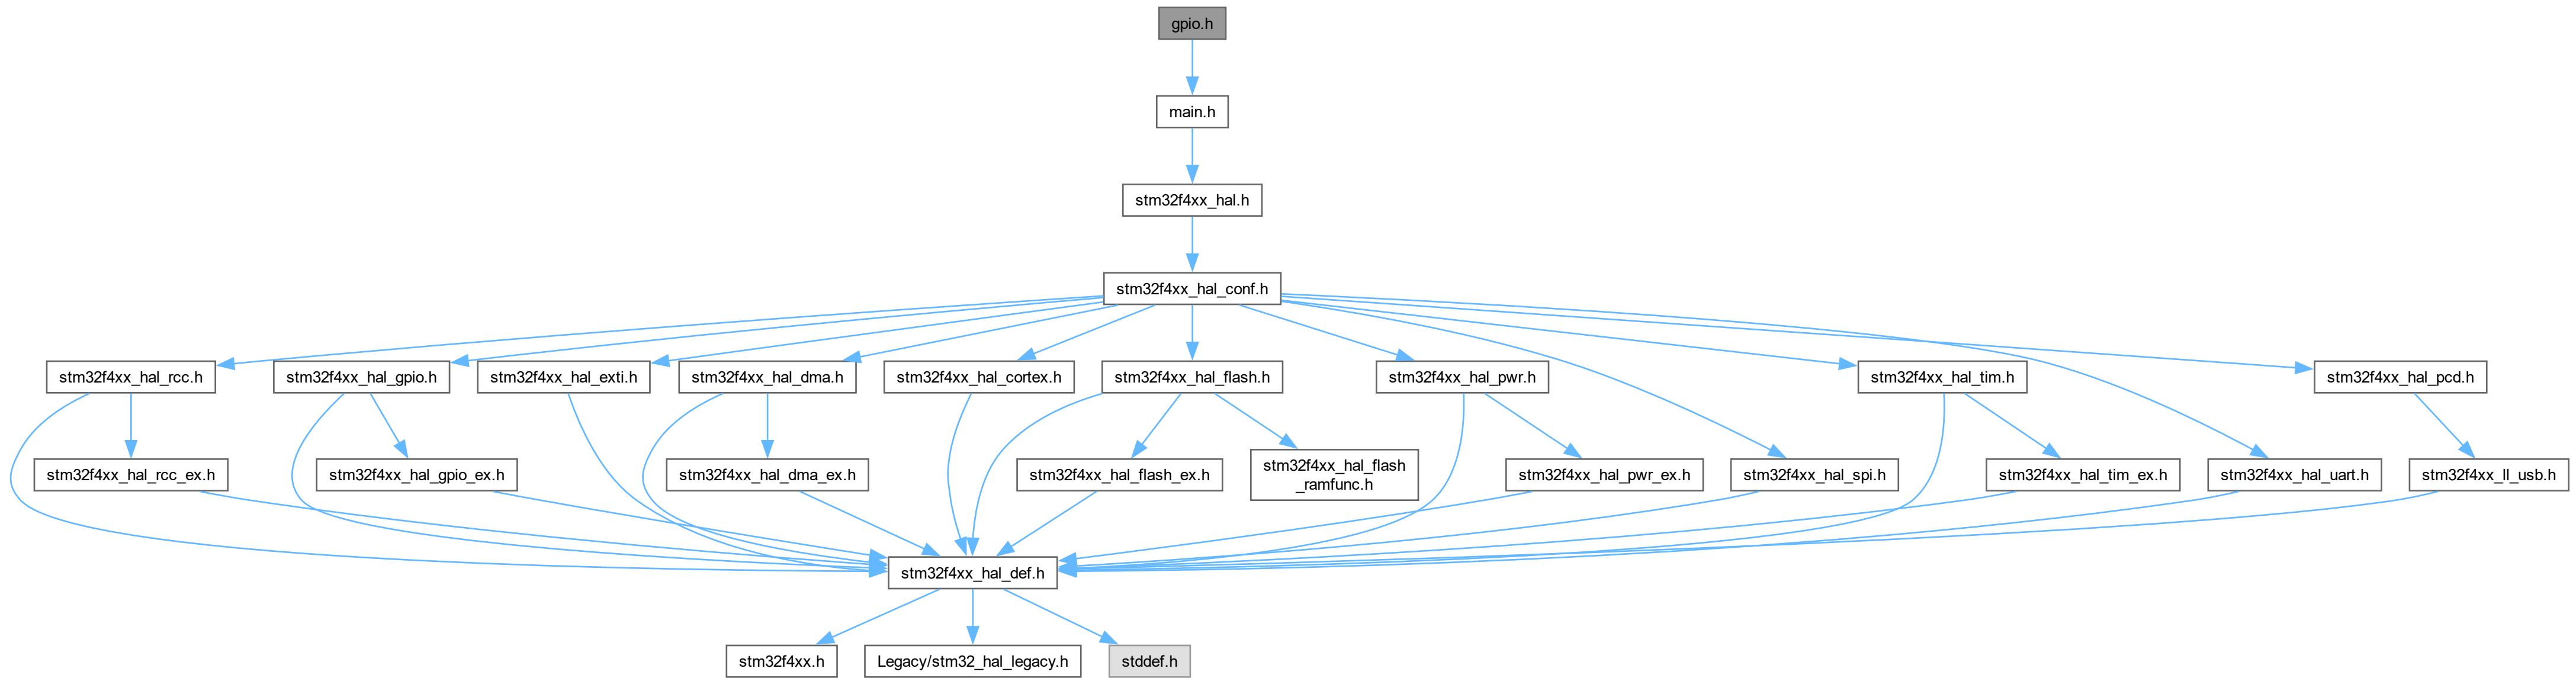 gpio.h
main.h
stm32f4xx_hal.h
stm32f4xx_hal_conf.h
stm32f4xx_hal_rcc.h
stm32f4xx_hal_gpio.h
stm32f4xx_hal_exti.h
stm32f4xx_hal_dma.h
stm32f4xx_hal_cortex.h
stm32f4xx_hal_flash.h
stm32f4xx_hal_pwr.h
stm32f4xx_hal_tim.h
stm32f4xx_hal_pcd.h
stm32f4xx_hal_rcc_ex.h
stm32f4xx_hal_gpio_ex.h
stm32f4xx_hal_dma_ex.h
stm32f4xx_hal_flash_ex.h
stm32f4xx_hal_flash
_ramfunc.h
stm32f4xx_hal_pwr_ex.h
stm32f4xx_hal_spi.h
stm32f4xx_hal_tim_ex.h
stm32f4xx_hal_uart.h
stm32f4xx_ll_usb.h
stm32f4xx_hal_def.h
stm32f4xx.h
Legacy/stm32_hal_legacy.h
stddef.h